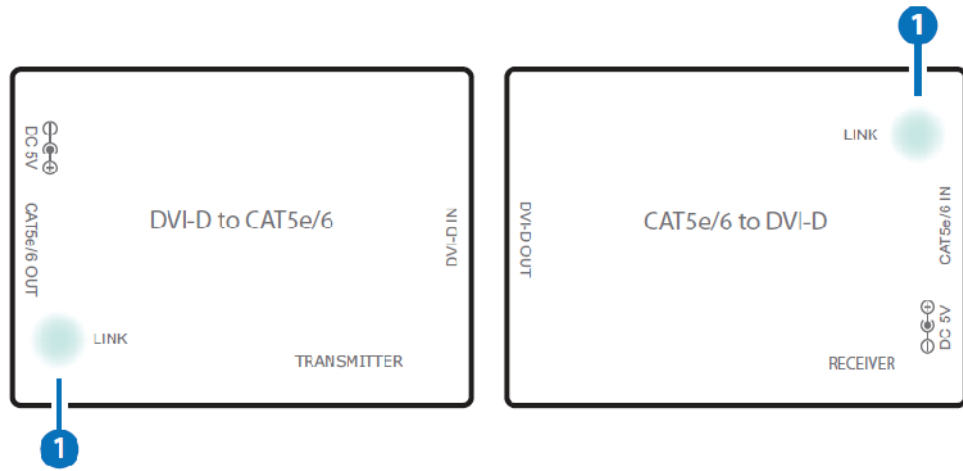 1
LINK
DC 5V
DVI-D to CAT5e/6
CAT5e/6 OUT
DVI-D IN
LINK
TRANSMITTER
1
DVI-D OUT
CAT5e/6 to DVI-D
CAT5e/6 IN
DC 5V
RECEIVER